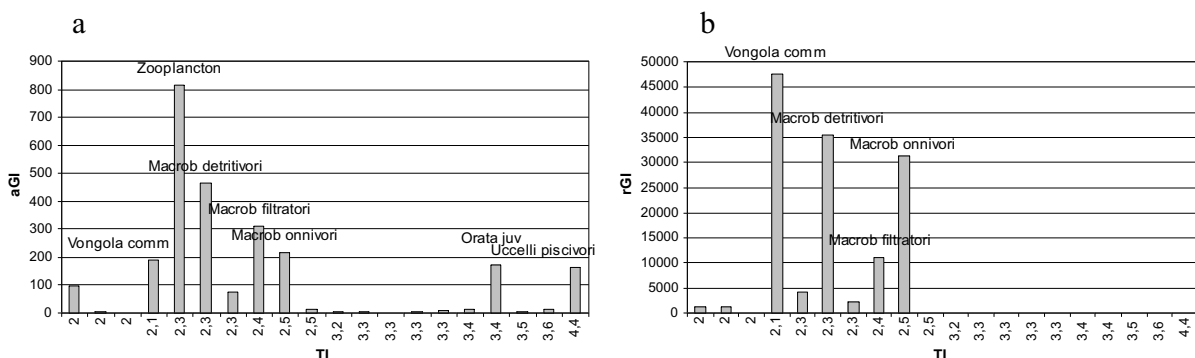 a
aGI
900
800
700
600
500
400
300
200
100
0
Zooplancton
Macrob detritivori
Macrob filtratori
Vongola comm
Macrob onnivori
Orata juv
Uccelli piscivori
2 2 2 2,1 2,3 2,3 2,3 2,4 2,5 2,5 3,2 3,3 3,3 3,3 3,3 3,4 3,4 3,5 3,6 4,4
TL
b
rGI
50000
45000
40000
35000
30000
25000
20000
15000
10000
5000
0
Vongola comm
Macrob detritivori
Macrob onnivori
Macrob filtratori
2 2 2 2,1 2,3 2,3 2,3 2,4 2,5 2,5 3,2 3,3 3,3 3,3 3,3 3,4 3,4 3,5 3,6 4,4
TL